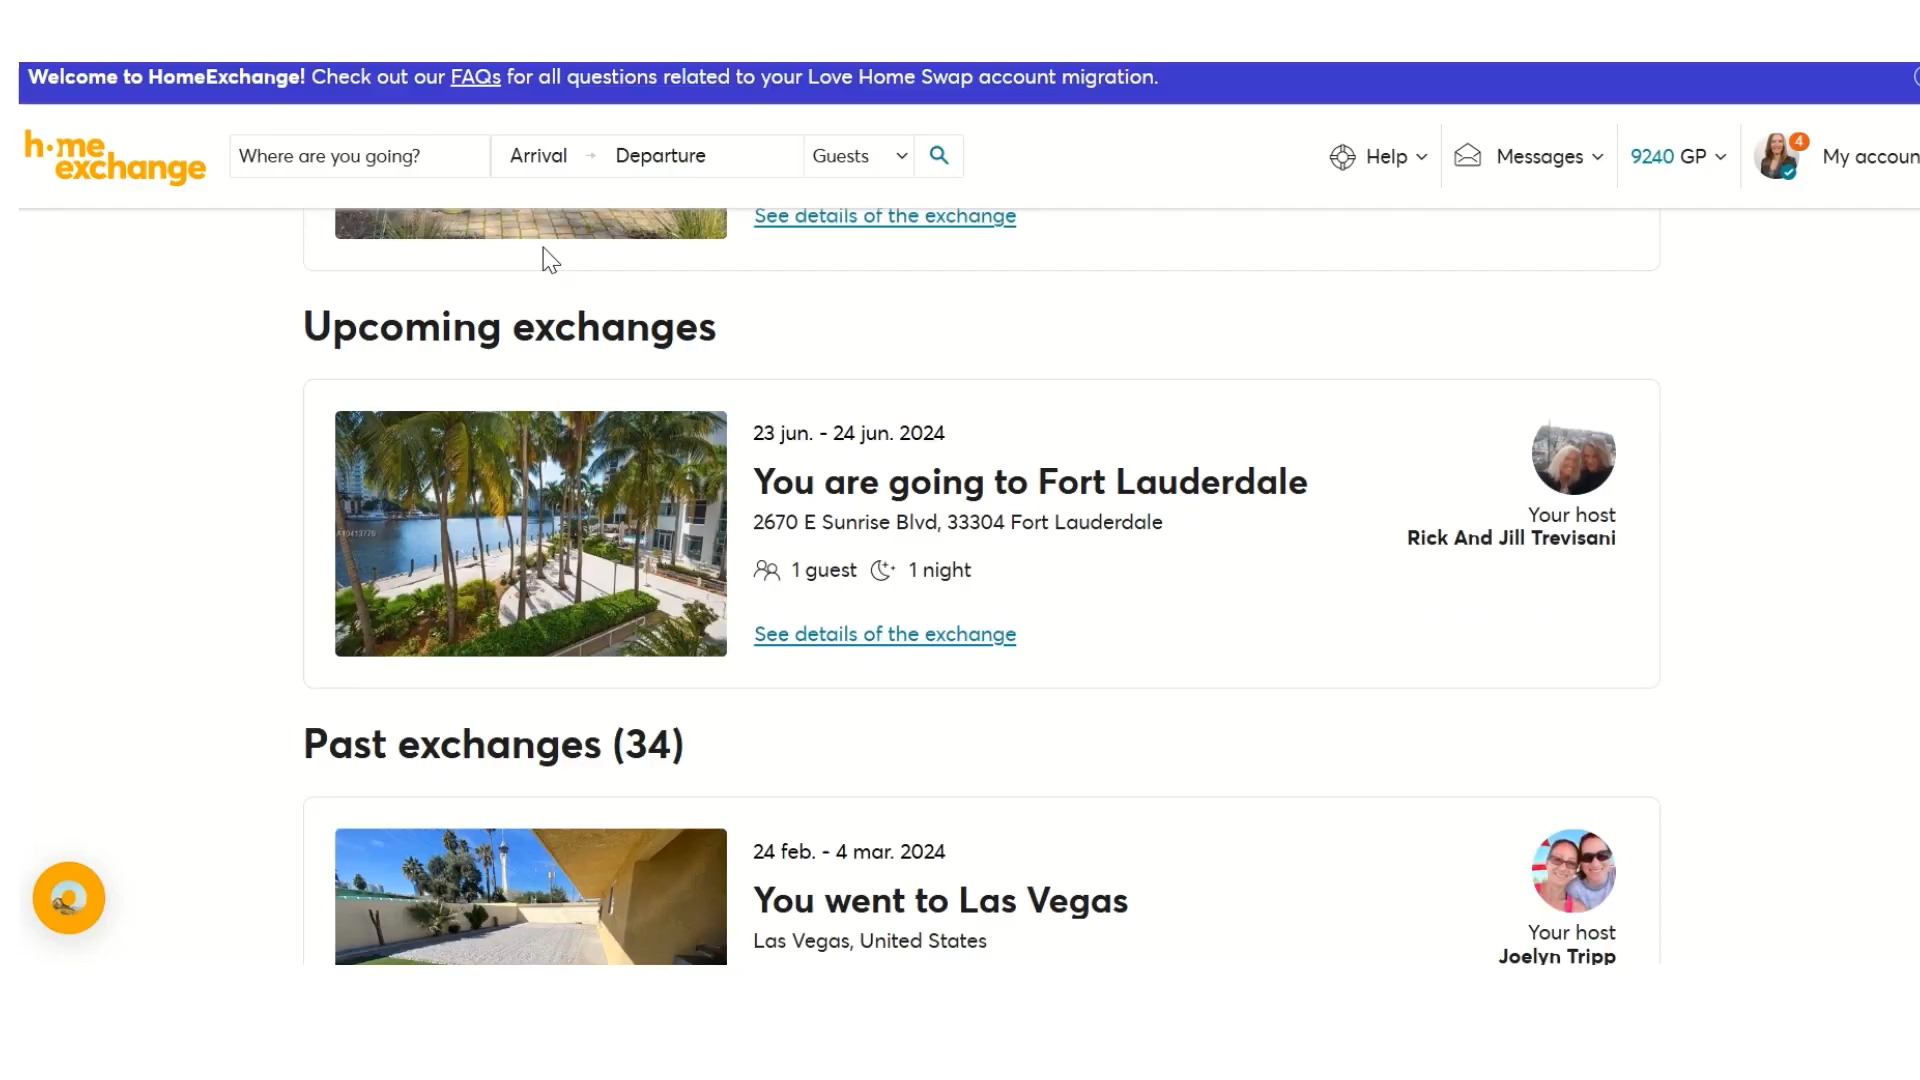 Welcome to HomeExchange! Check out our FAQs for all questions related to your Love Home Swap account migration.
h·me
exchange
Where are you going?
Arrival
Departure
Guests
Help
Messages
9240 GP
4
My accoun
See details of the exchange
Upcoming exchanges
A10413779
23 jun. - 24 jun. 2024
You are going to Fort Lauderdale
2670 E Sunrise Blvd, 33304 Fort Lauderdale
1 guest
1 night
See details of the exchange
Your host
Rick And Jill Trevisani
Past exchanges (34)
24 feb. - 4 mar. 2024
You went to Las Vegas
Las Vegas, United States
Your host
Joelyn Tripp